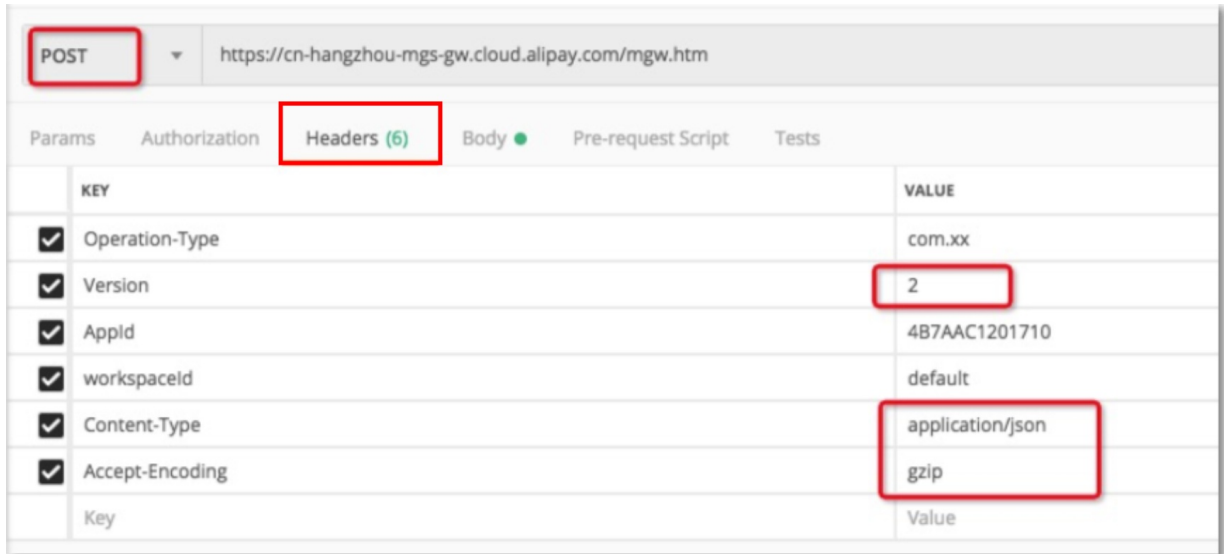 POST https://cn-hangzhou-mgs-gw.cloud.alipay.com/mgw.htm
Params Authorization Headers (6) Body Pre-request Script Tests
KEY VALUE
Operation-Type com.xx
Version 2
AppId 4B7AAC1201710
workspaceId default
Content-Type application/json
Accept-Encoding gzip
Key Value